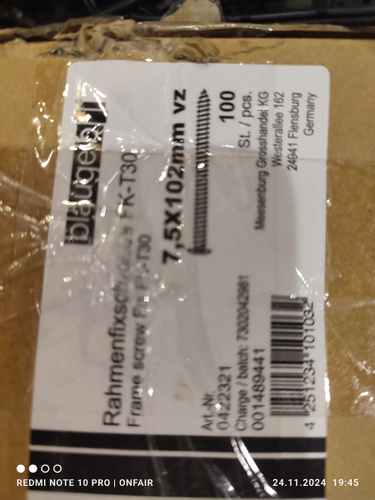 blaugelb
Rahmenfixschraube FK-T30
Frame screw FK-T30
7,5X102mm vz
100
St. / pcs.
Meesenburg Grosshandel KG
Westerallee 162
24941 Flensburg
Germany
Art.-Nr.
0422321
Charge / batch: 7302042981
001489441
4 251234 101032
REDMI NOTE 10 PRO | ONFAIR
24.11.2024 19:45